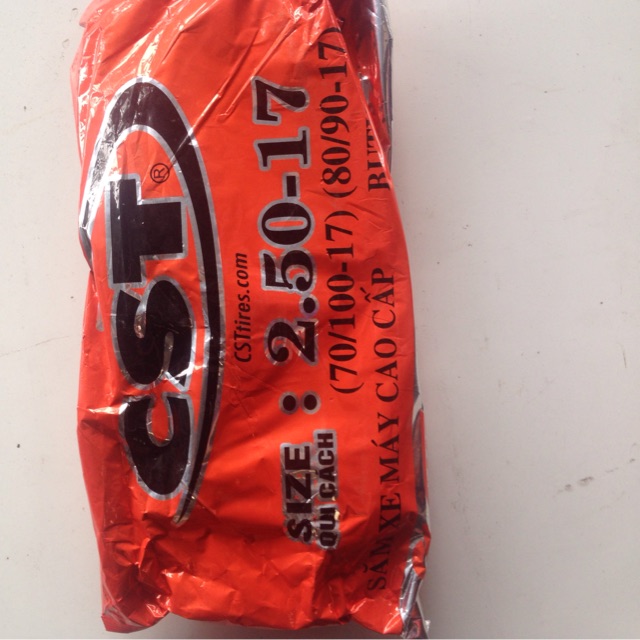 CST®
CSTtires.com
SIZE : 2.50-17
QUI CÁCH
(70/100-17) (80/90-17)
SĂM XE MÁY CAO CẤP